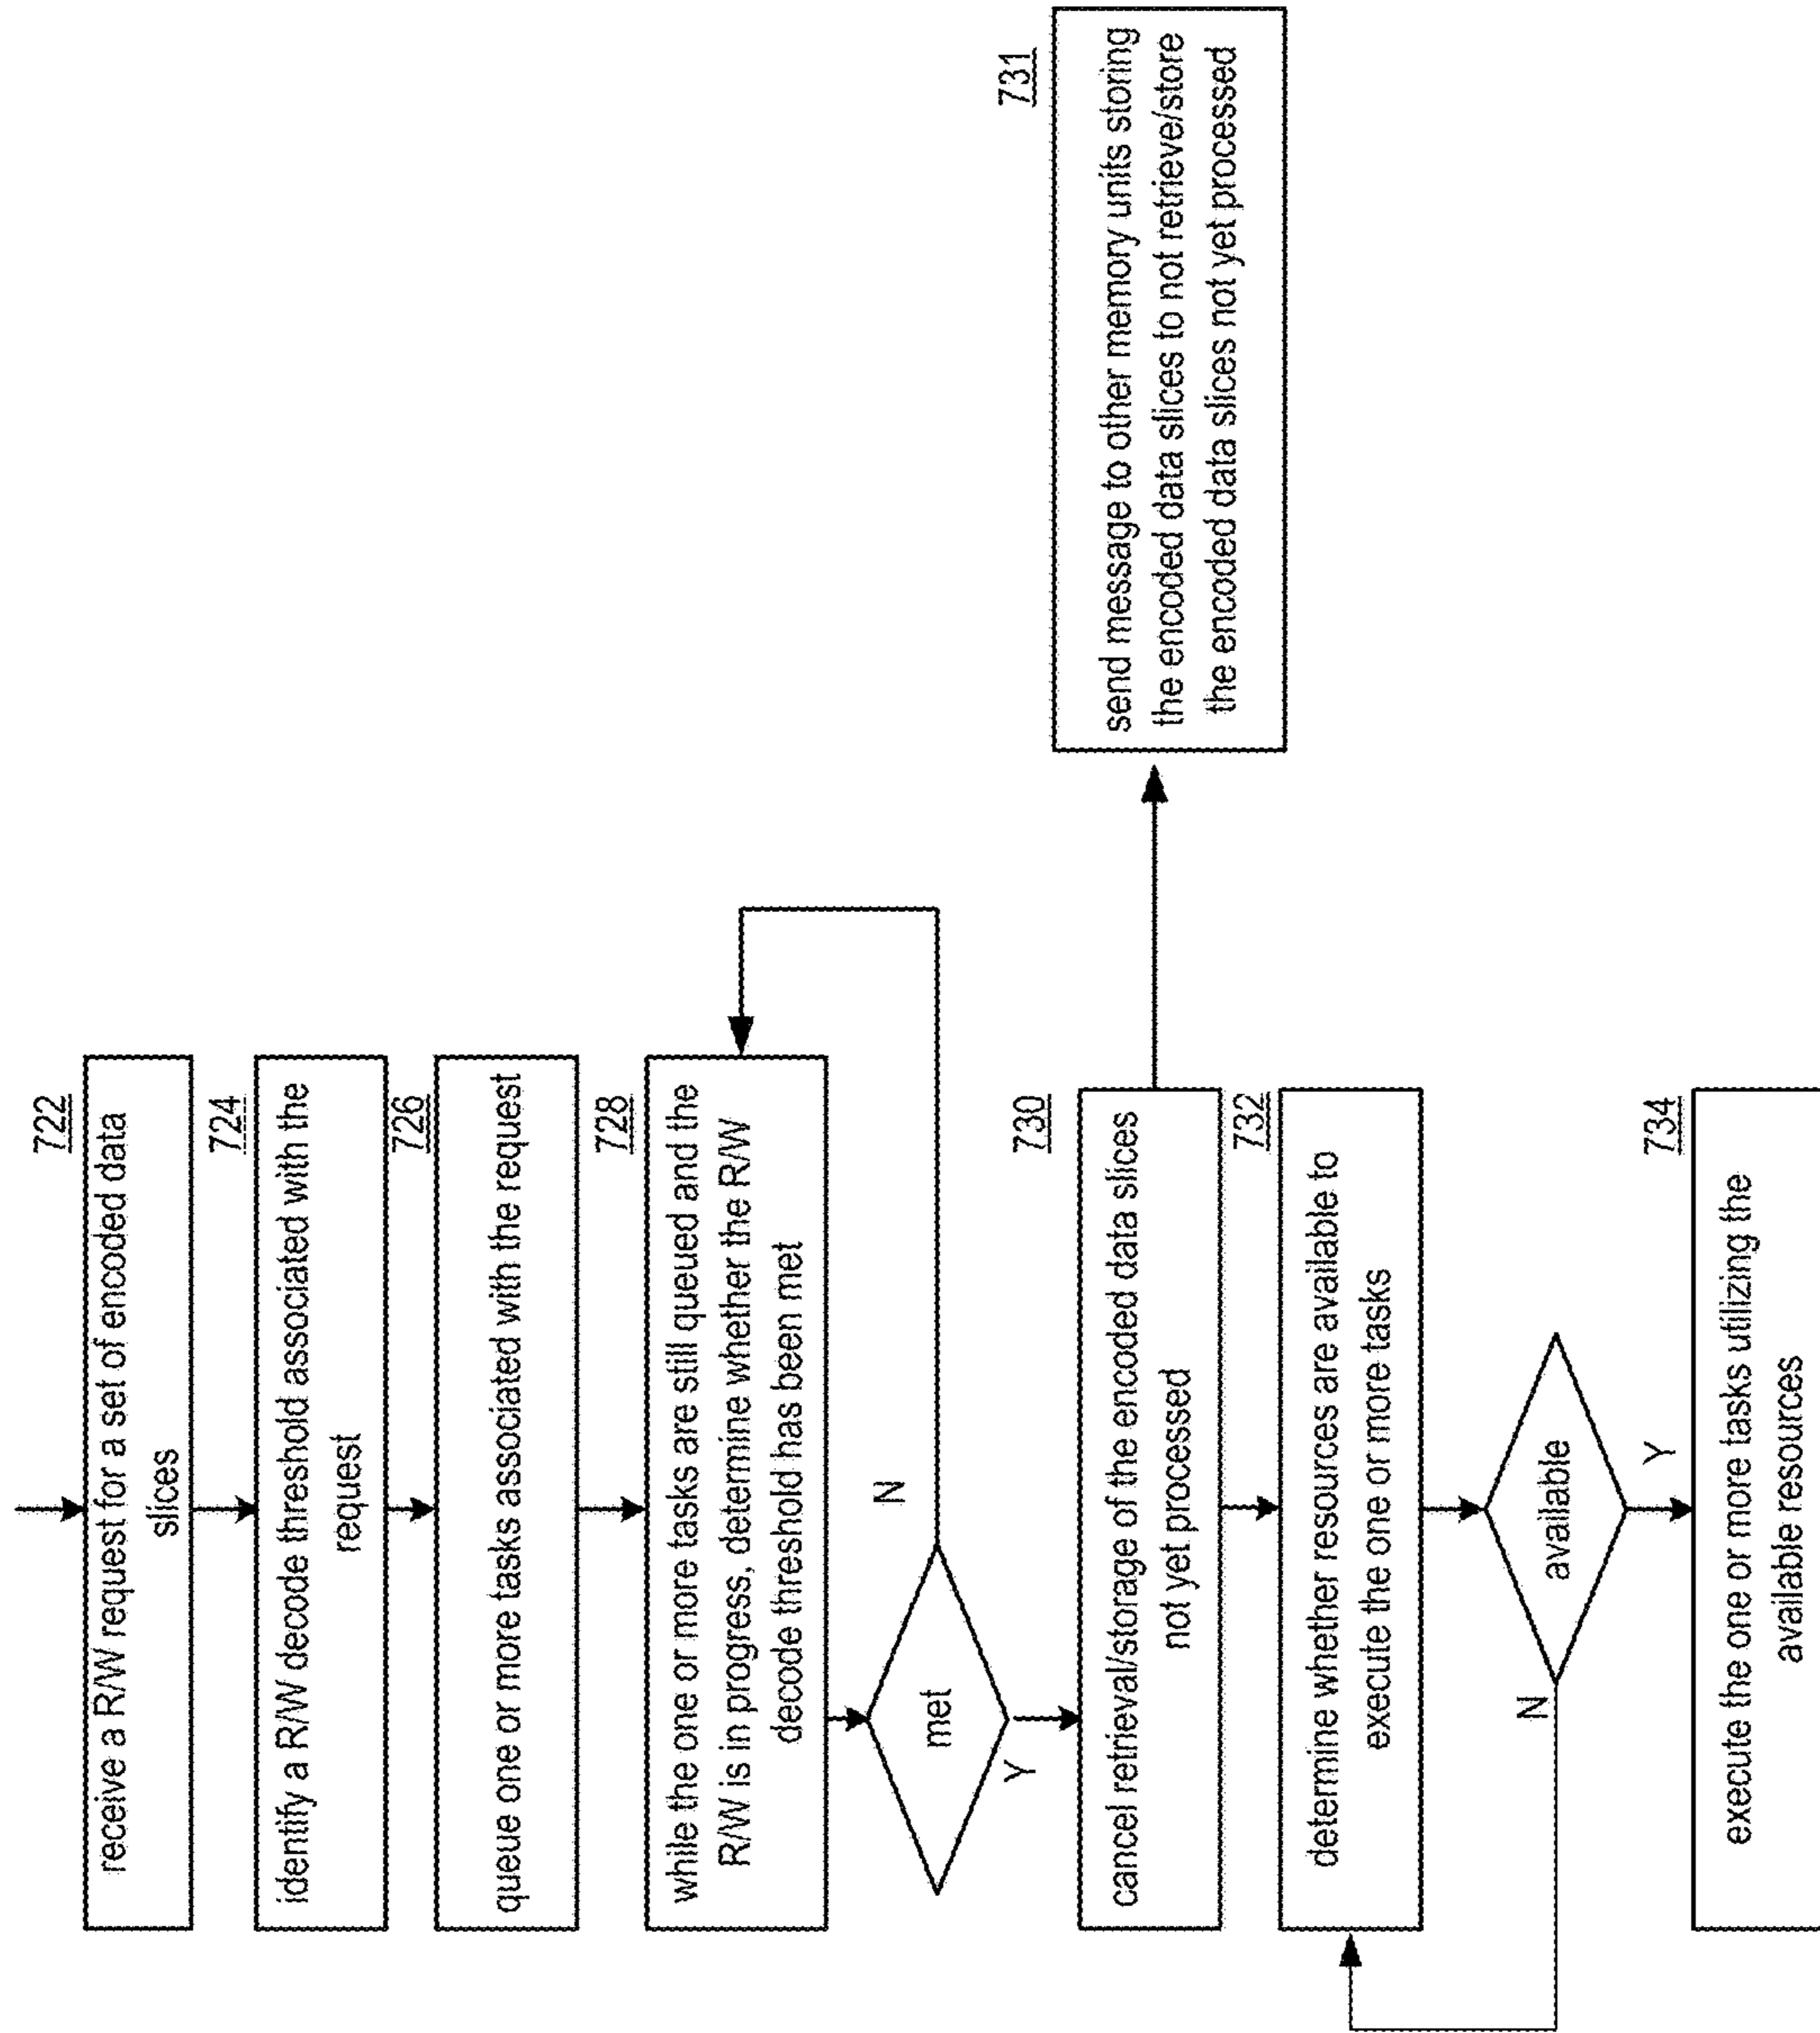 722
receive a R/W request for a set of encoded data
slices
724
identify a R/W decode threshold associated with the
request
726
queue one or more tasks associated with the request
728
while the one or more tasks are still queued and the
R/W is in progress, determine whether the R/W
decode threshold has been met
met
N
Y
730
cancel retrieval/storage of the encoded data slices
not yet processed
731
send message to other memory units storing
the encoded data slices to not retrieve/store
the encoded data slices not yet processed
732
determine whether resources are available to
execute the one or more tasks
available
N
Y
734
execute the one or more tasks utilizing the
available resources